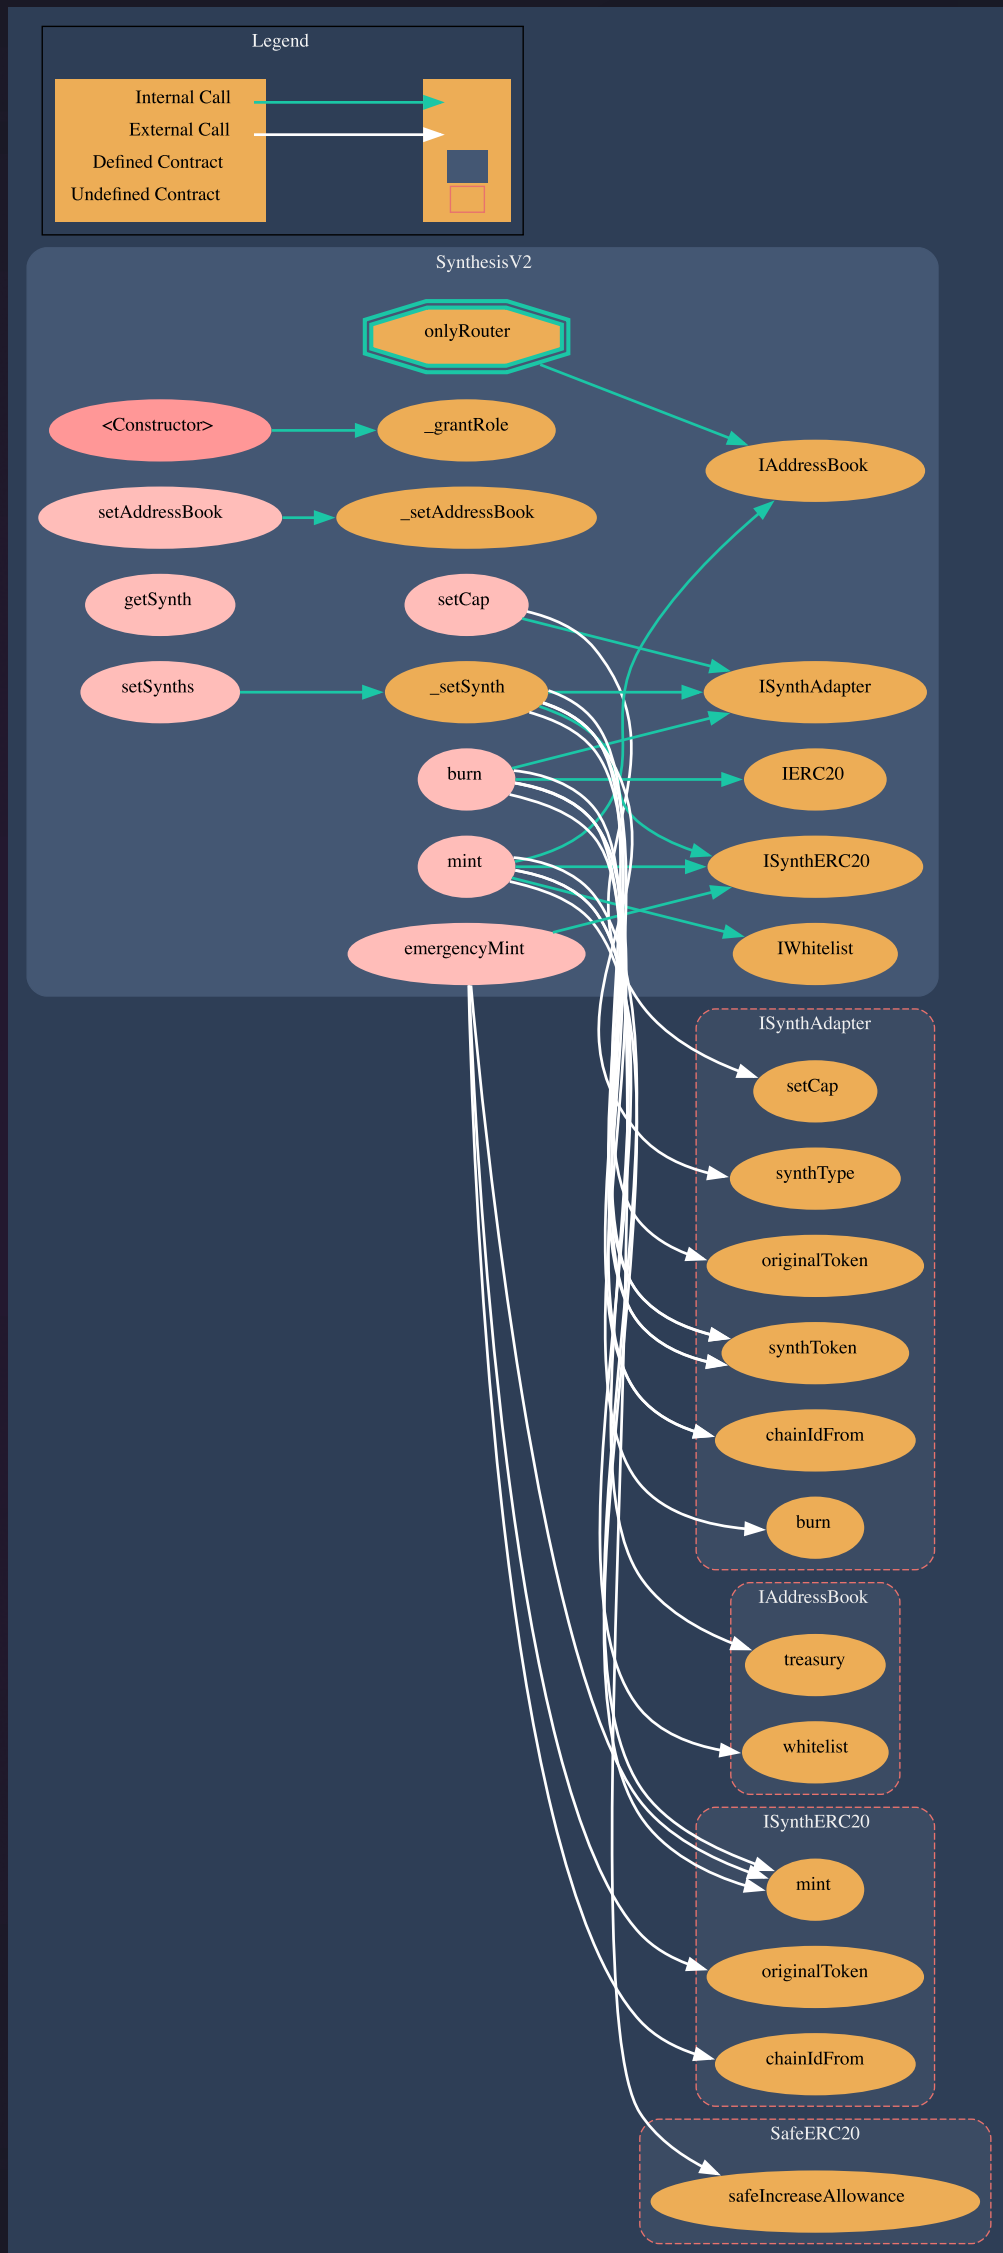 Legend
Internal Call
External Call
Defined Contract
Undefined Contract
SynthesisV2
onlyRouter
<Constructor>
_grantRole
IAddressBook
setAddressBook
_setAddressBook
getSynth
setCap
setSynths
_setSynth
ISynthAdapter
burn
IERC20
mint
ISynthERC20
emergencyMint
IWhitelist
ISynthAdapter
setCap
synthType
originalToken
synthToken
chainIdFrom
burn
IAddressBook
treasury
whitelist
ISynthERC20
mint
originalToken
chainIdFrom
SafeERC20
safeIncreaseAllowance